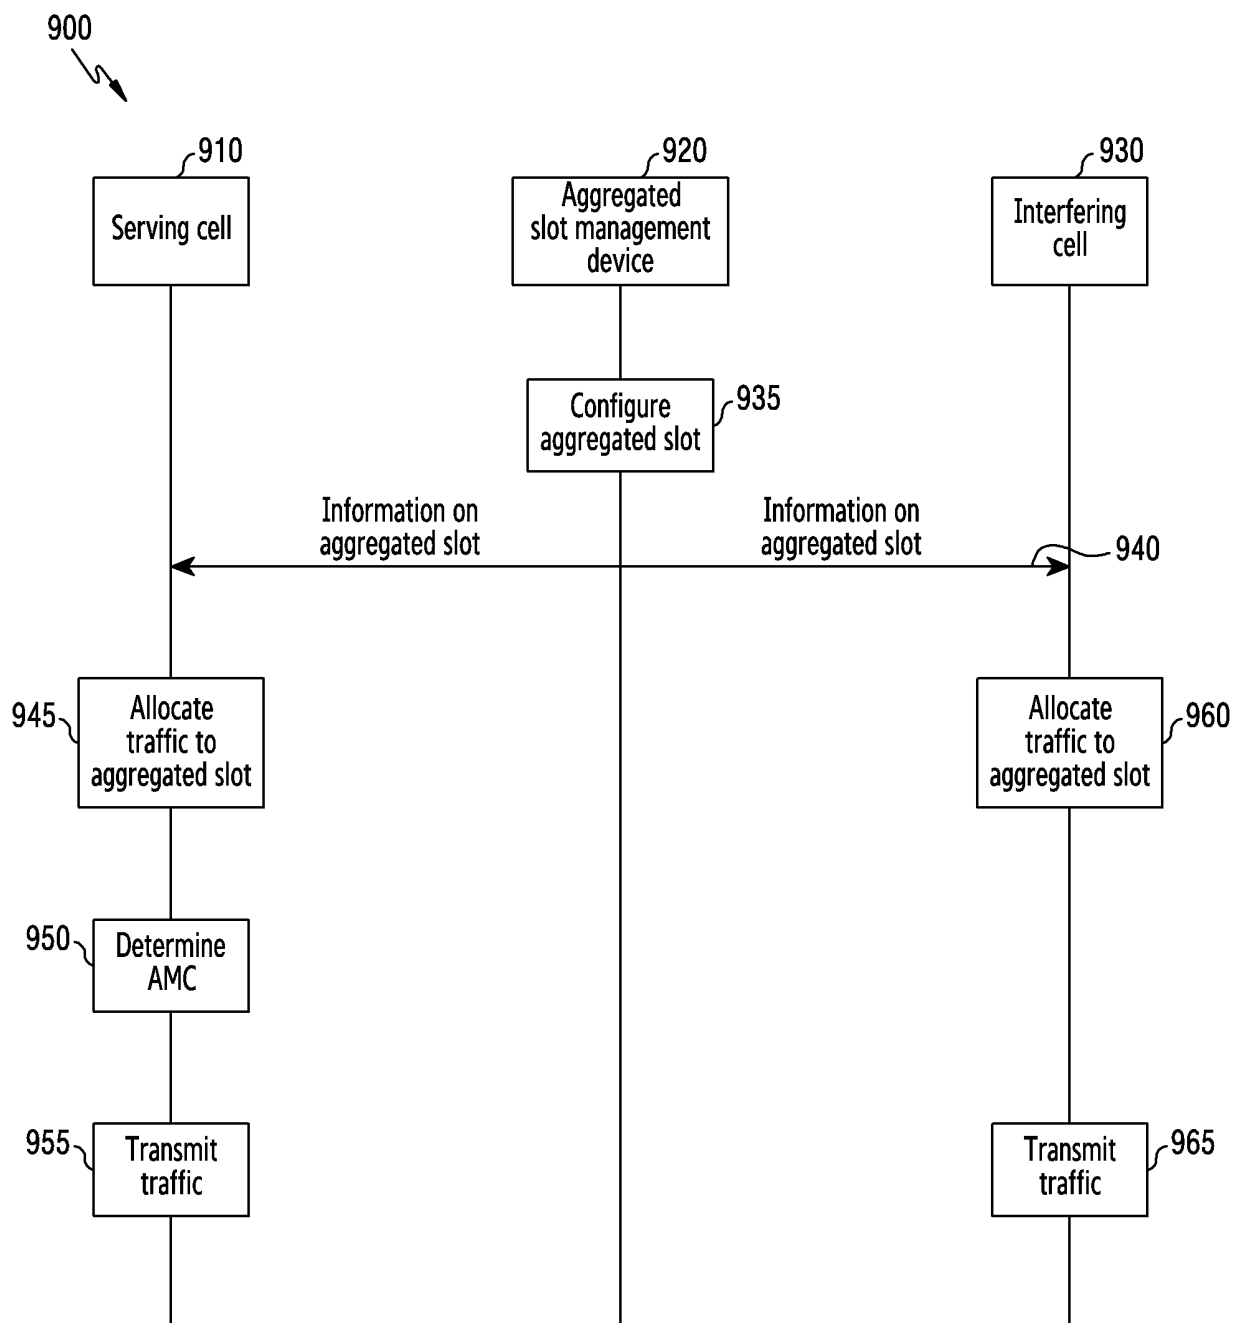 900
910
920
930
Serving cell
Aggregated
slot management
device
Interfering
cell
Configure
aggregated slot
935
Information on
aggregated slot
Information on
aggregated slot
940
945
Allocate
traffic to
aggregated slot
Allocate
traffic to
aggregated slot
960
950
Determine
AMC
955
Transmit
traffic
Transmit
traffic
965